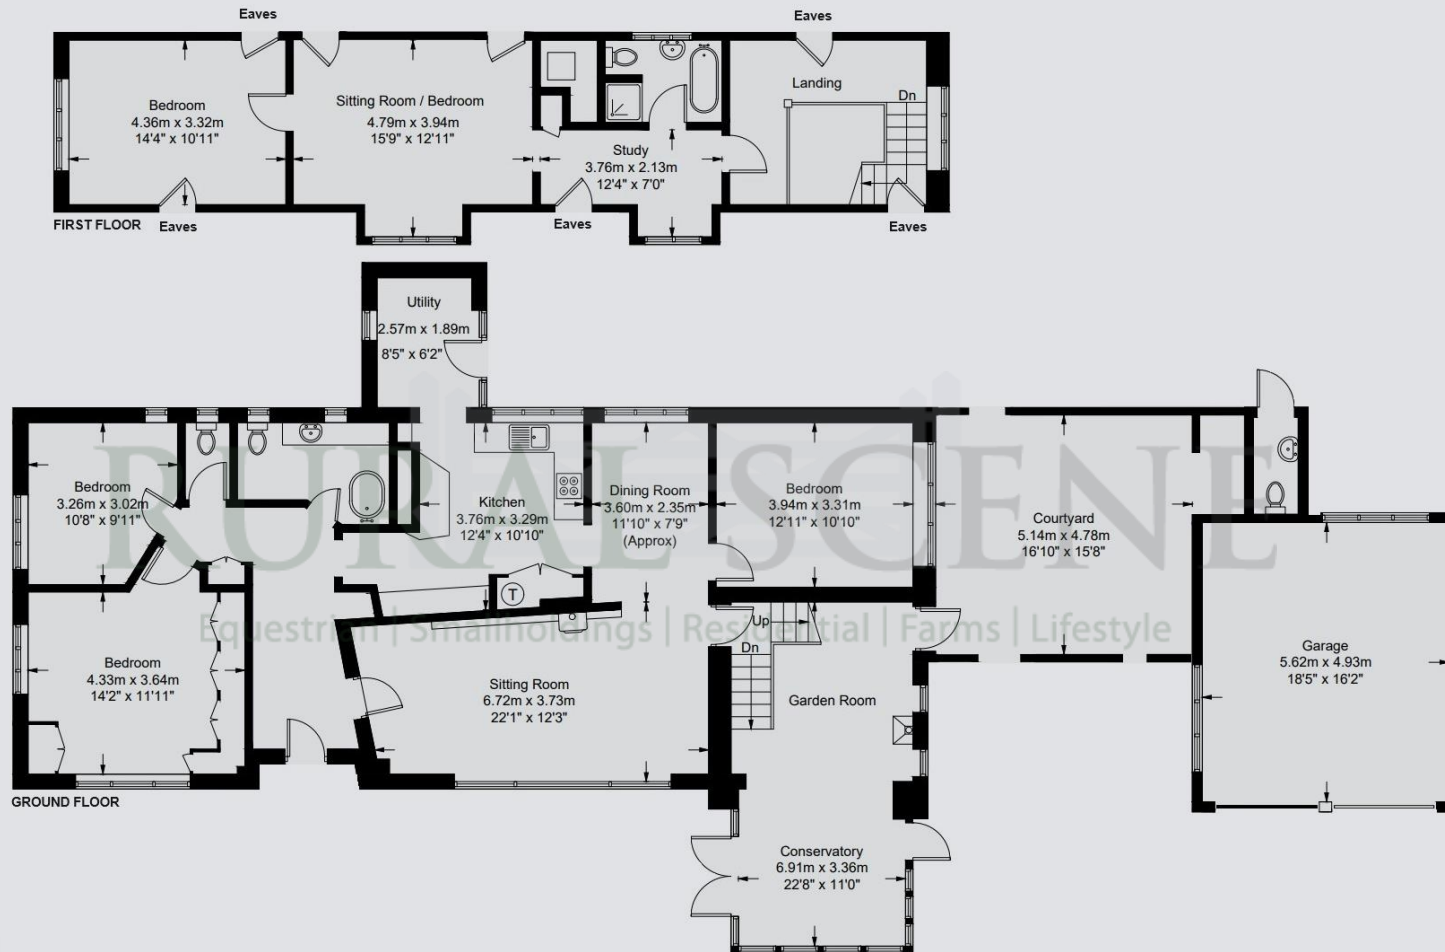 Eaves
Eaves
Bedroom
4.36m x 3.32m
14'4" x 10'11"
Sitting Room / Bedroom
4.79m x 3.94m
15'9" x 12'11"
Study
3.76m x 2.13m
12'4" x 7'0"
Landing
Dn
FIRST FLOOR
Eaves
Eaves
Eaves
Utility
2.57m x 1.89m
8'5" x 6'2"
RURAL SCENE
Equestrian | Smallholdings | Residential | Farms | Lifestyle
Bedroom
3.26m x 3.02m
10'8" x 9'11"
Kitchen
3.76m x 3.29m
12'4" x 10'10"
T
Dining Room
3.60m x 2.35m
11'10" x 7'9"
(Approx)
Bedroom
3.94m x 3.31m
12'11" x 10'10"
Courtyard
5.14m x 4.78m
16'10" x 15'8"
Up
Dn
Bedroom
4.33m x 3.64m
14'2" x 11'11"
Sitting Room
6.72m x 3.73m
22'1" x 12'3"
Garden Room
Garage
5.62m x 4.93m
18'5" x 16'2"
GROUND FLOOR
Conservatory
6.91m x 3.36m
22'8" x 11'0"